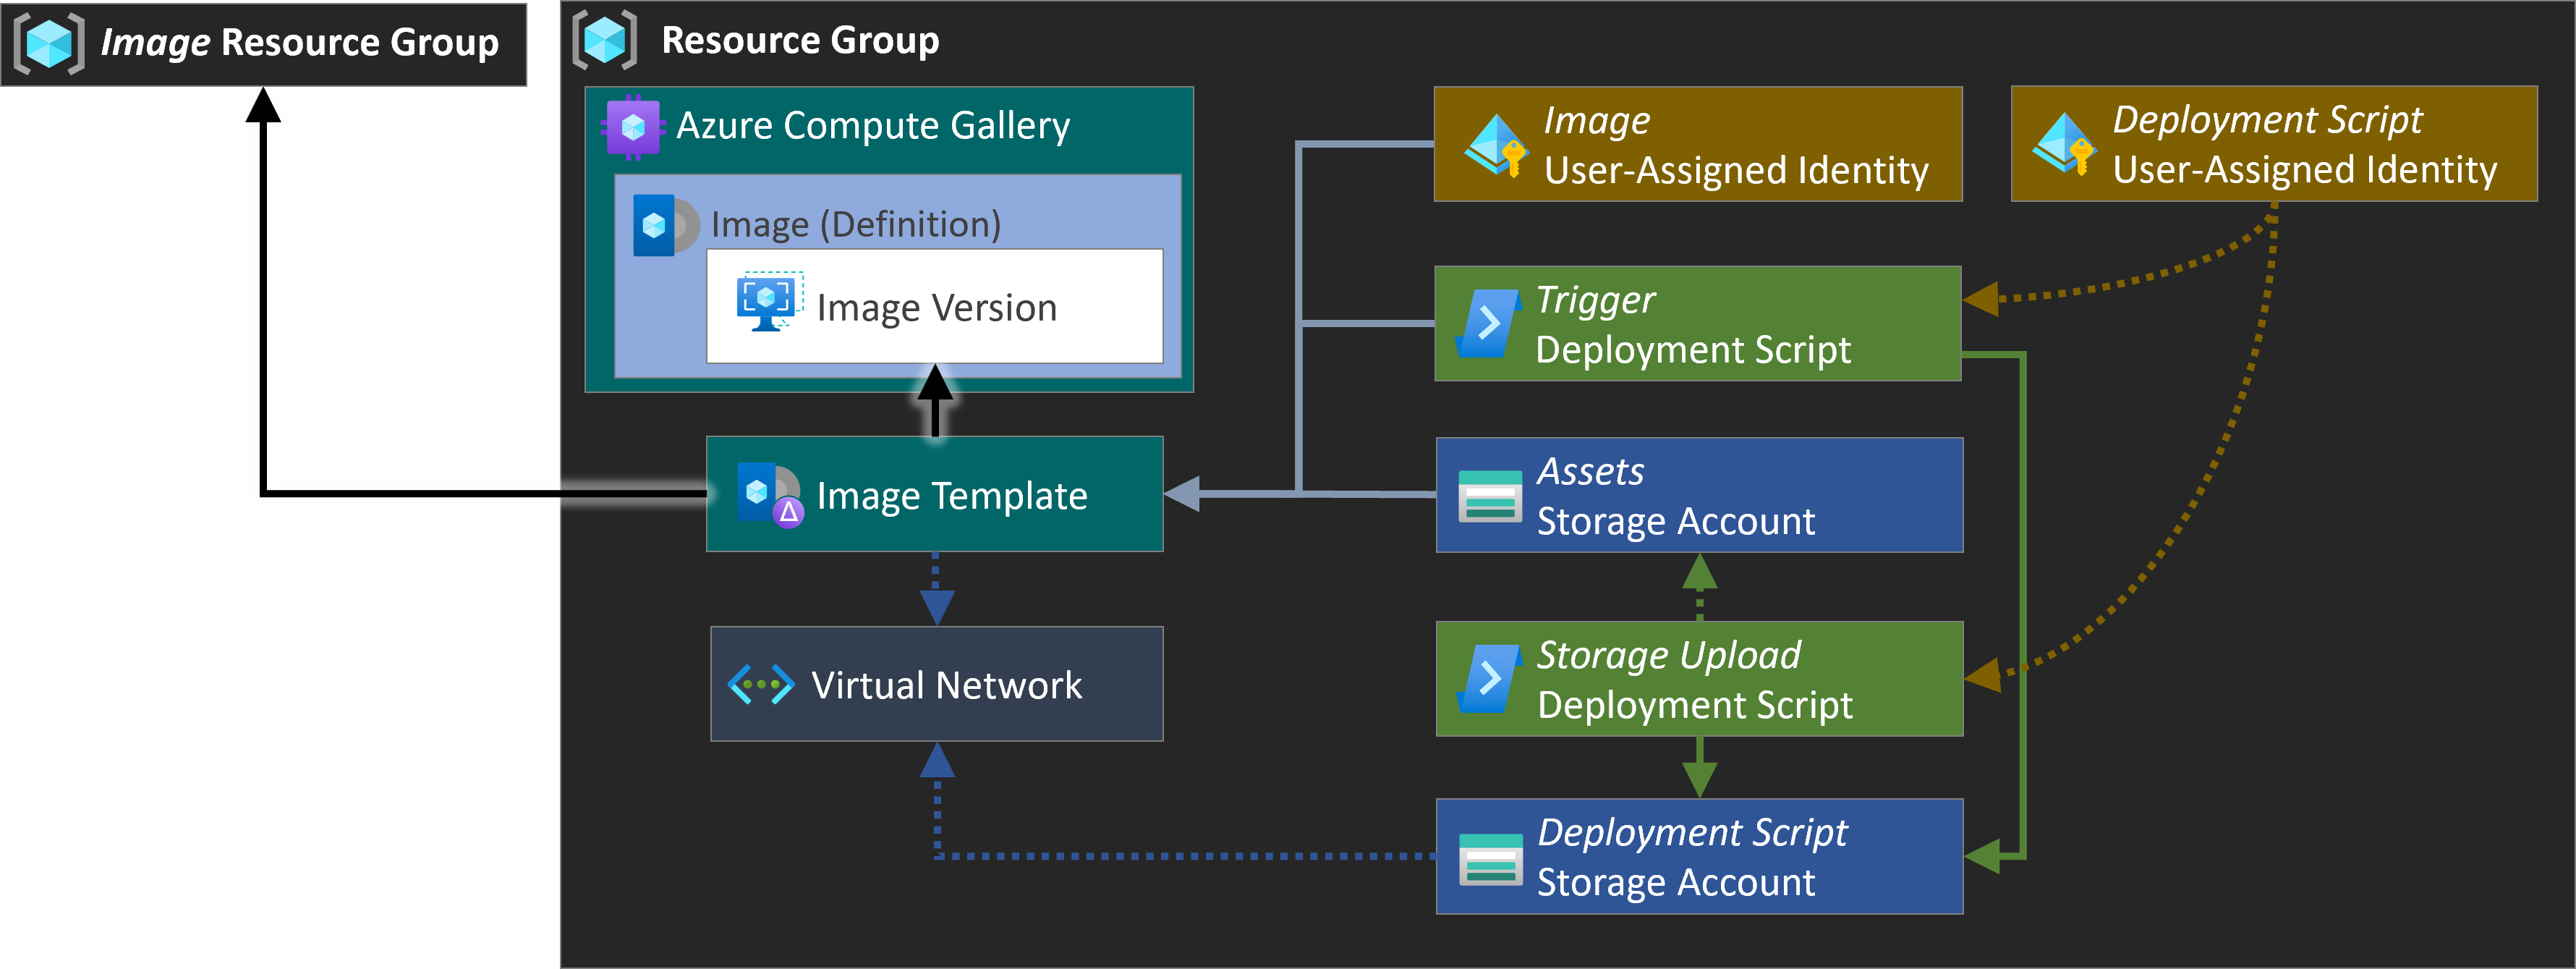 Image Resource Group
Resource Group
Azure Compute Gallery
Image (Definition)
Image Version
Image Template
Virtual Network
Image
User-Assigned Identity
Deployment Script
User-Assigned Identity
Trigger
Deployment Script
Assets
Storage Account
Storage Upload
Deployment Script
Deployment Script
Storage Account